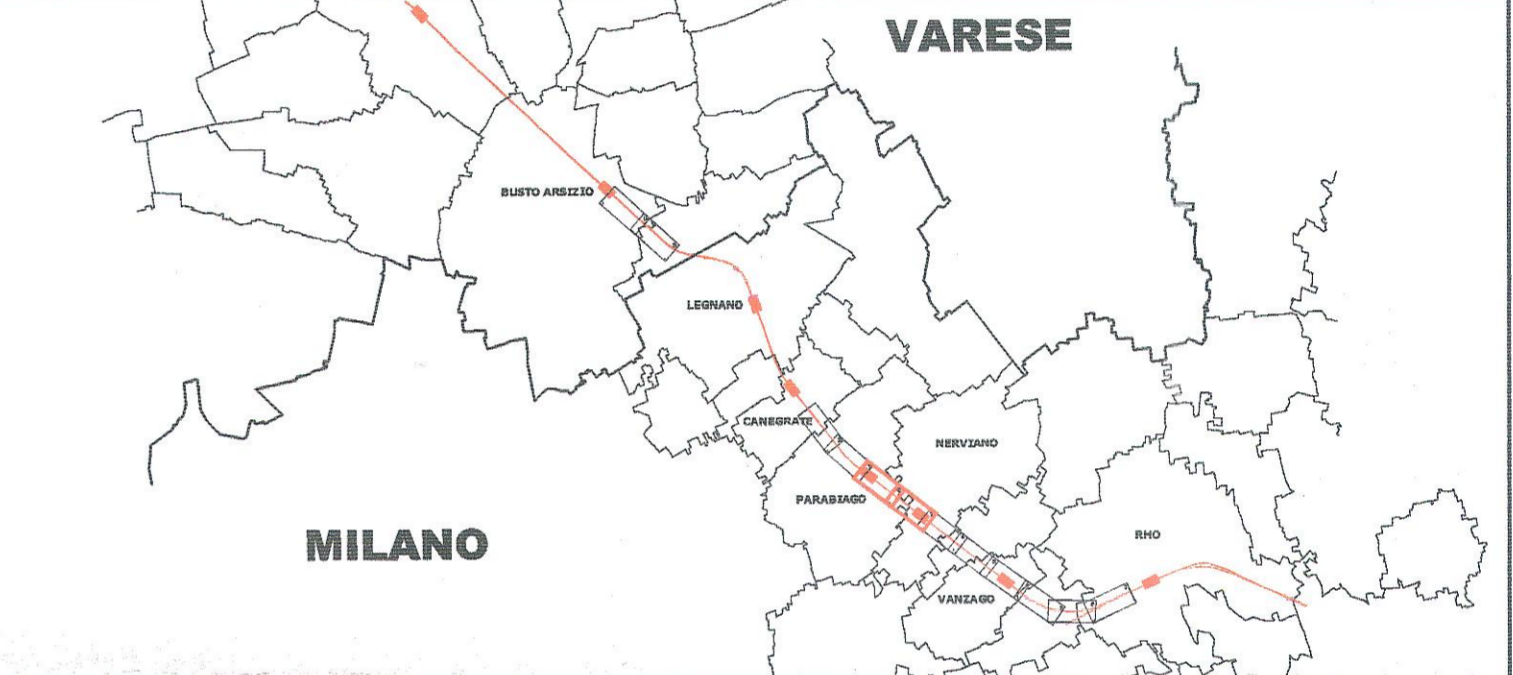 VARESE
BUSTO ARSIZIO
LEGNANO
CANEGRATE
NERVIANO
PARABIAGO
RHO
MILANO
VANZAGO